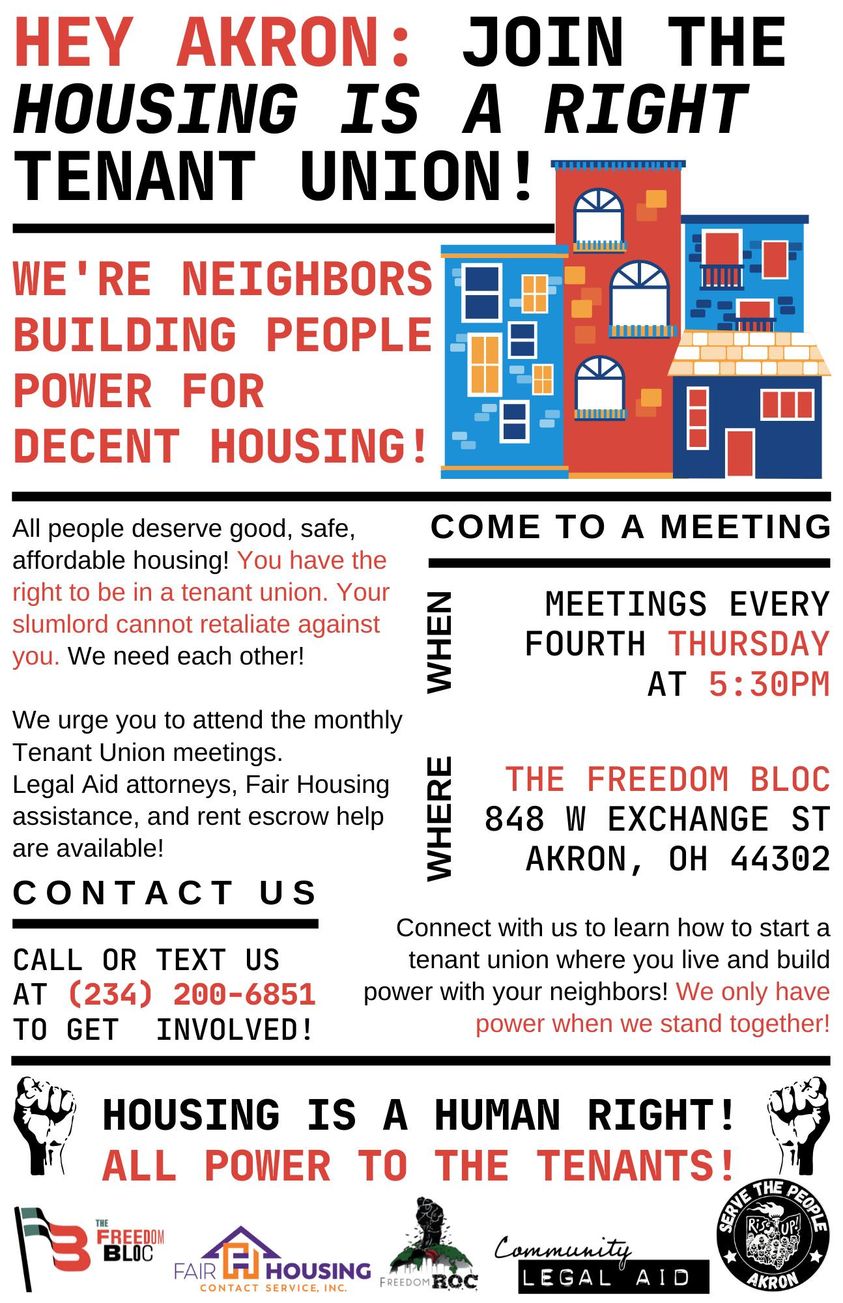 HEY AKRON: JOIN THE
HOUSING IS A RIGHT
TENANT UNION!
WE'RE NEIGHBORS
BUILDING PEOPLE
POWER FOR
DECENT HOUSING!
All people deserve good, safe,
affordable housing! You have the
right to be in a tenant union. Your
slumlord cannot retaliate against
you. We need each other!
We urge you to attend the monthly
Tenant Union meetings.
Legal Aid attorneys, Fair Housing
assistance, and rent escrow help
are available!
CONTACT US
CALL OR TEXT US
AT (234) 200-6851
TO GET INVOLVED!
COME TO A MEETING
WHEN
MEETINGS EVERY
FOURTH THURSDAY
AT 5:30PM
WHERE
THE FREEDOM BLOC
848 W EXCHANGE ST
AKRON, OH 44302
Connect with us to learn how to start a
tenant union where you live and build
power with your neighbors! We only have
power when we stand together!
HOUSING IS A HUMAN RIGHT!
ALL POWER TO THE TENANTS!
THE
FREEDOM
BLOC
FAIR HOUSING
CONTACT SERVICE, INC.
FREEDOM ROC
Community
LEGAL AID
SERVE THE PEOPLE
RISE UP!
AKRON